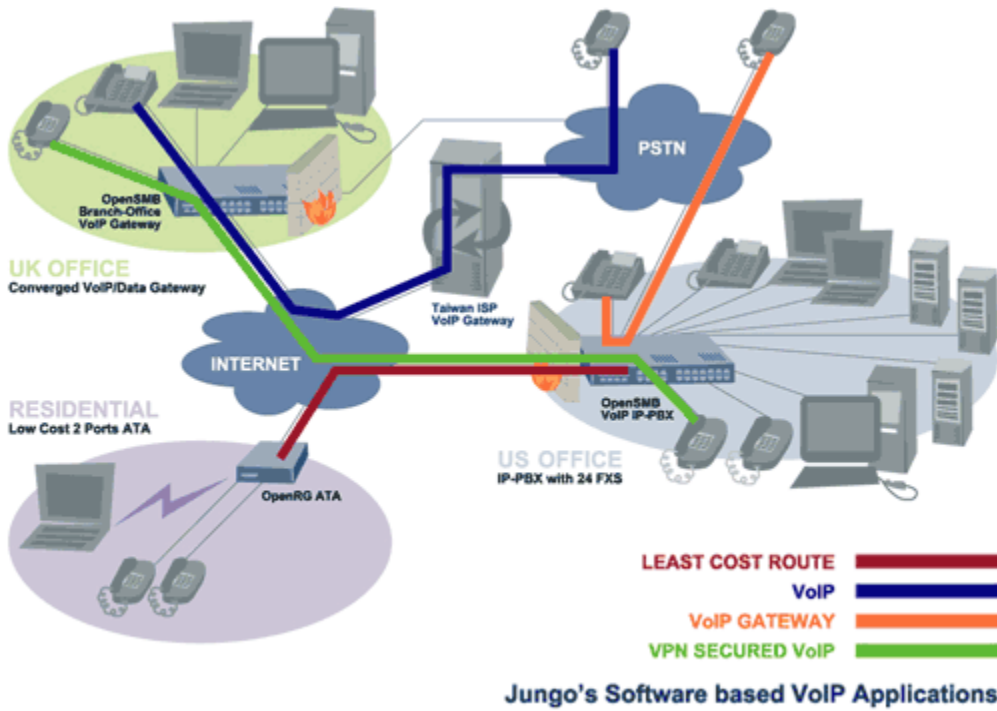 PSTN
OpenSMB
Branch-Office
VoIP Gateway
UK OFFICE
Converged VoIP/Data Gateway
Taiwan ISP
VoIP Gateway
INTERNET
RESIDENTIAL
Low Cost 2 Ports ATA
OpenSMB
VoIP IP-PBX
US OFFICE
IP-PBX with 24 FXS
OpenRG ATA
LEAST COST ROUTE
VoIP
VoIP GATEWAY
VPN SECURED VoIP
Jungo's Software based VoIP Applications